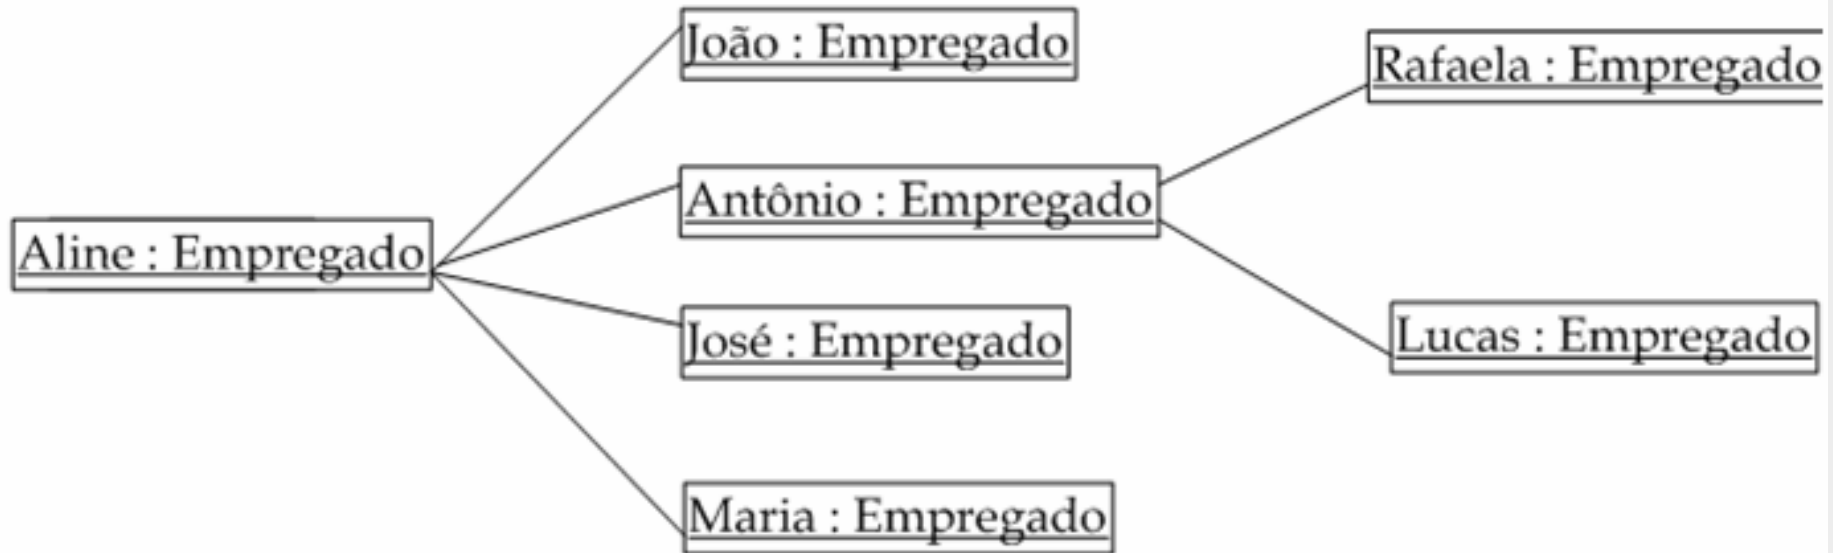 João : Empregado
Rafaela : Empregado
Antônio : Empregado
Aline : Empregado
José : Empregado
Lucas : Empregado
Maria : Empregado